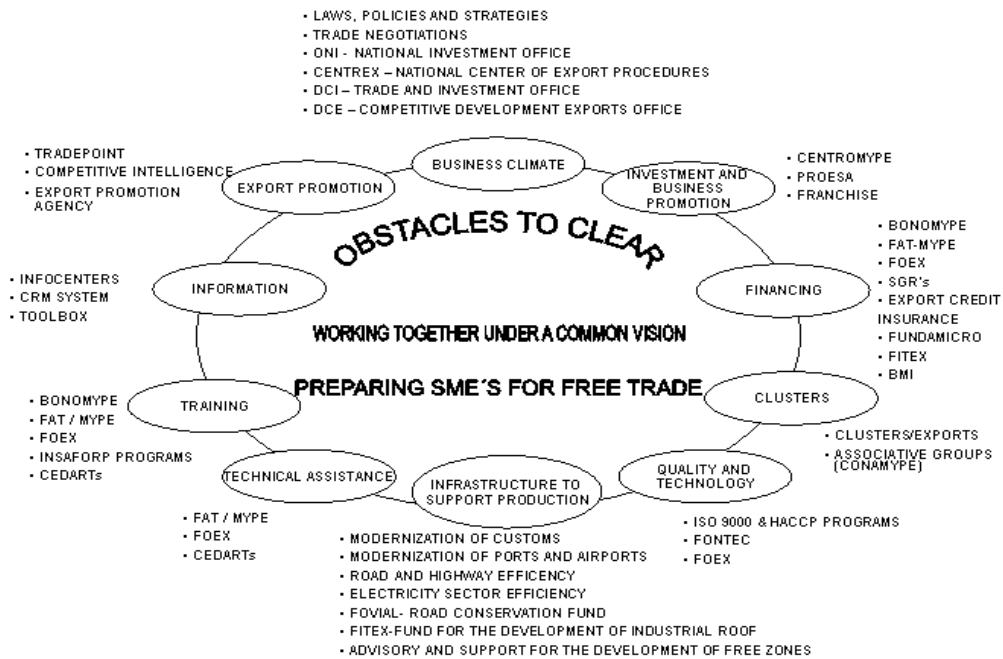 • LAWS, POLICIES AND STRATEGIES
• TRADE NEGOTIATIONS
• ONI - NATIONAL INVESTMENT OFFICE
• CENTREX – NATIONAL CENTER OF EXPORT PROCEDURES
• DCI – TRADE AND INVESTMENT OFFICE
• DCE – COMPETITIVE DEVELOPMENT EXPORTS OFFICE
• TRADEPOINT
• COMPETITIVE INTELLIGENCE
• EXPORT PROMOTION
AGENCY
EXPORT PROMOTION
BUSINESS CLIMATE
INVESTMENT AND
BUSINESS
PROMOTION
• CENTROMYPE
• PROESA
• FRANCHISE
OBSTACLES TO CLEAR
• INFOCENTERS
• CRM SYSTEM
• TOOLBOX
INFORMATION
FINANCING
• BONOMYPE
• FAT-MYPE
• FOEX
• SGR's
• EXPORT CREDIT
INSURANCE
• FUNDAMICRO
• FITEX
• BMI
WORKING TOGETHER UNDER A COMMON VISION
PREPARING SME´S FOR FREE TRADE
• BONOMYPE
• FAT / MYPE
• FOEX
• INSAFORP PROGRAMS
• CEDARTs
TRAINING
CLUSTERS
• CLUSTERS/EXPORTS
• ASSOCIATIVE GROUPS
(CONAMYPE)
TECHNICAL ASSISTANCE
INFRASTRUCTURE TO
SUPPORT PRODUCTION
QUALITY AND
TECHNOLOGY
• FAT / MYPE
• FOEX
• CEDARTs
• MODERNIZATION OF CUSTOMS
• MODERNIZATION OF PORTS AND AIRPORTS
• ROAD AND HIGHWAY EFFICENCY
• ELECTRICITY SECTOR EFFICIENCY
• FOVIAL- ROAD CONSERVATION FUND
• FITEX-FUND FOR THE DEVELOPMENT OF INDUSTRIAL ROOF
• ADVISORY AND SUPPORT FOR THE DEVELOPMENT OF FREE ZONES
• ISO 9000 & HACCP PROGRAMS
• FONTEC
• FOEX